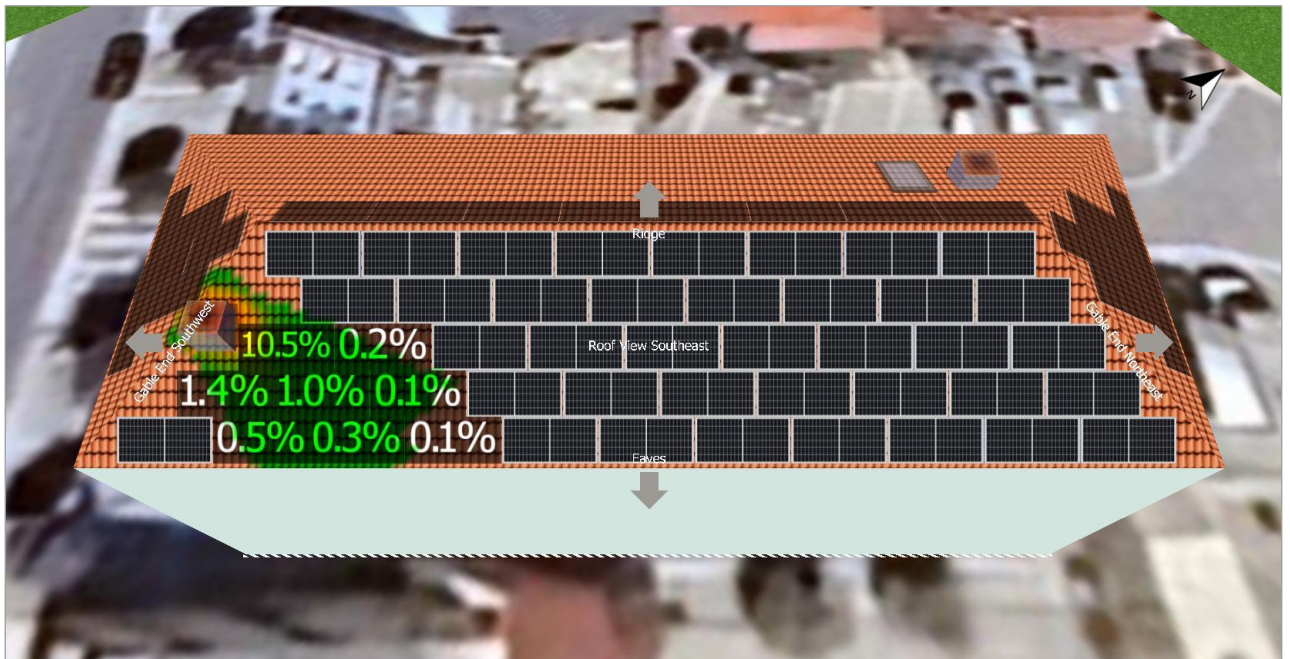 N
Ridge
Gable End Southwest
10.5% 0.2%
Roof View Southeast
Gable End Northeast
1.4% 1.0% 0.1%
0.5% 0.3% 0.1%
Eaves